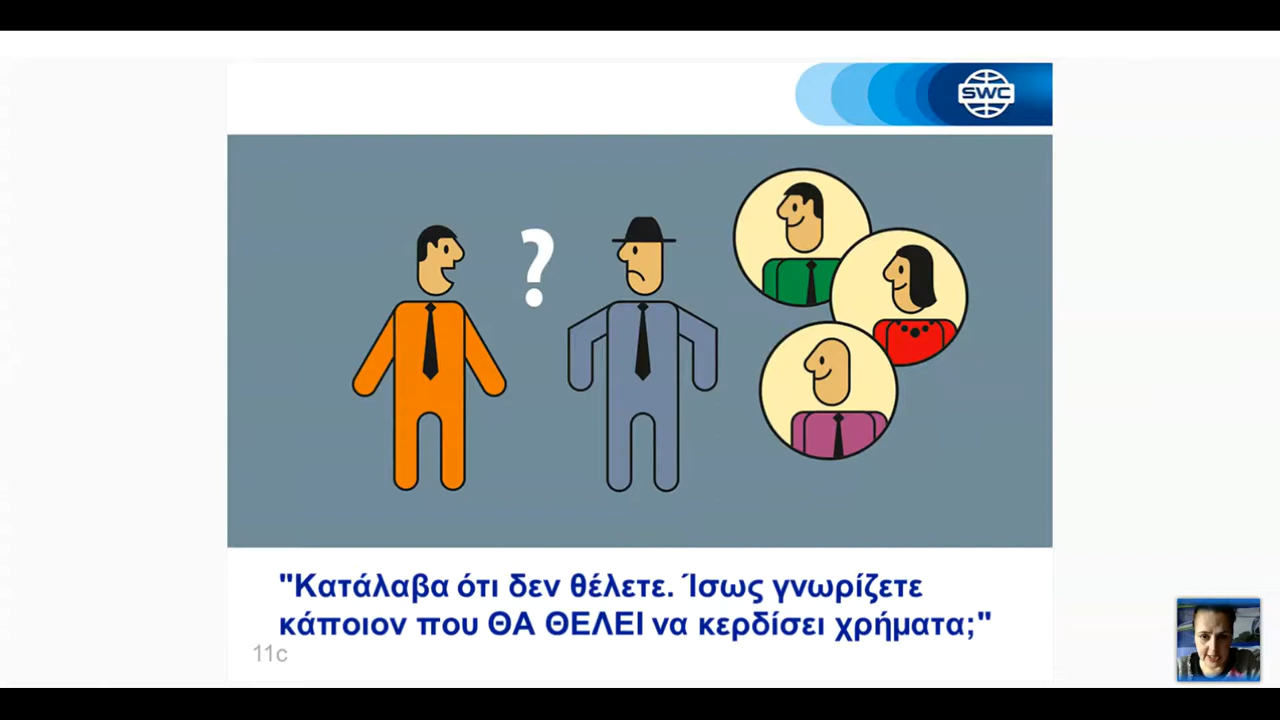 SWC
?
"Κατάλαβα ότι δεν θέλετε. Ίσως γνωρίζετε
κάποιον που ΘΑ ΘΕΛΕΙ να κερδίσει χρήματα;"
11c